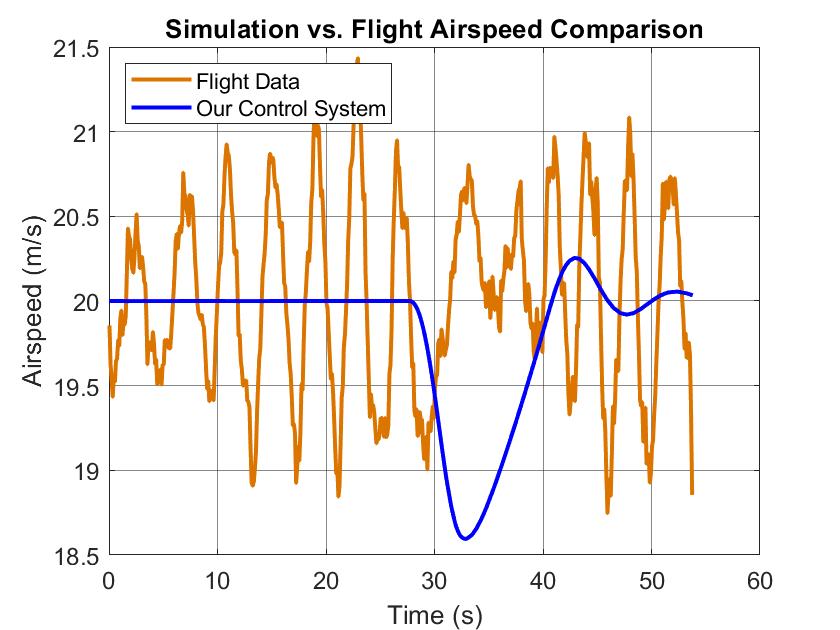 Simulation vs. Flight Airspeed Comparison
Flight Data
Our Control System
Airspeed (m/s)
21.5
21
20.5
20
19.5
19
18.5
0 10 20 30 40 50 60
Time (s)